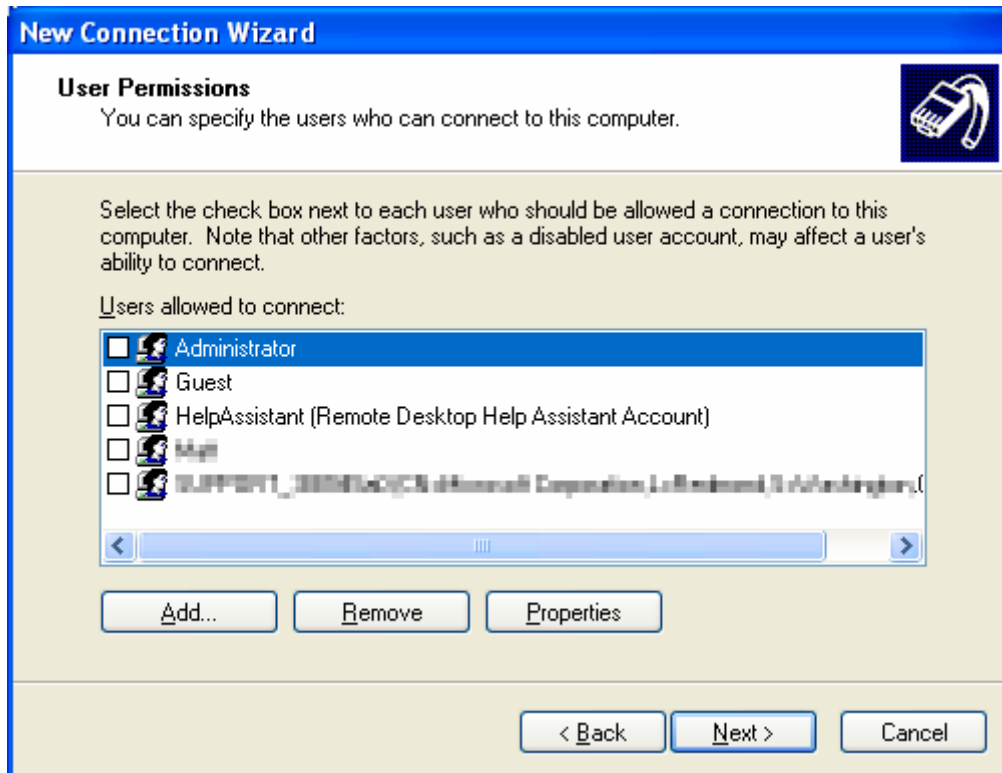 New Connection Wizard
User Permissions
You can specify the users who can connect to this computer.
Select the check box next to each user who should be allowed a connection to this
computer. Note that other factors, such as a disabled user account, may affect a user's
ability to connect.
Users allowed to connect:
Administrator
Guest
HelpAssistant (Remote Desktop Help Assistant Account)
Add... Remove Properties
< Back Next > Cancel